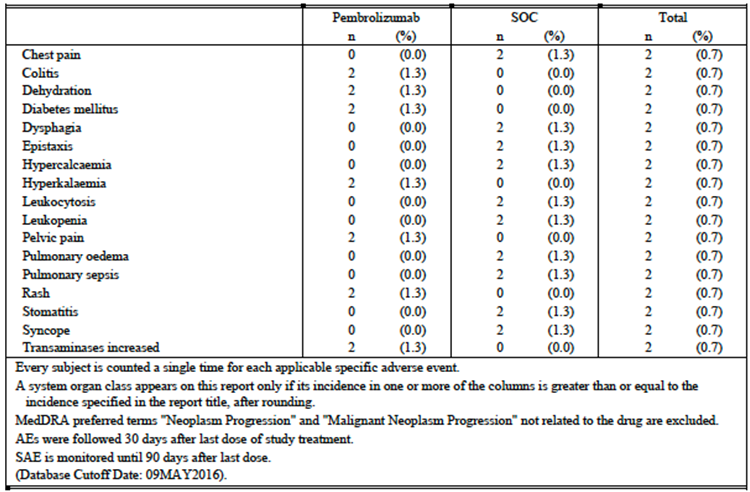 Pembrolizumab SOC Total
n (%) n (%) n (%)
Chest pain 0 (0.0) 2 (1.3) 2 (0.7)
Colitis 2 (1.3) 0 (0.0) 2 (0.7)
Dehydration 2 (1.3) 0 (0.0) 2 (0.7)
Diabetes mellitus 2 (1.3) 0 (0.0) 2 (0.7)
Dysphagia 0 (0.0) 2 (1.3) 2 (0.7)
Epistaxis 0 (0.0) 2 (1.3) 2 (0.7)
Hypercalcaemia 0 (0.0) 2 (1.3) 2 (0.7)
Hyperkalaemia 2 (1.3) 0 (0.0) 2 (0.7)
Leukocytosis 0 (0.0) 2 (1.3) 2 (0.7)
Leukopenia 0 (0.0) 2 (1.3) 2 (0.7)
Pelvic pain 2 (1.3) 0 (0.0) 2 (0.7)
Pulmonary oedema 0 (0.0) 2 (1.3) 2 (0.7)
Pulmonary sepsis 0 (0.0) 2 (1.3) 2 (0.7)
Rash 2 (1.3) 0 (0.0) 2 (0.7)
Stomatitis 0 (0.0) 2 (1.3) 2 (0.7)
Syncope 0 (0.0) 2 (1.3) 2 (0.7)
Transaminases increased 2 (1.3) 0 (0.0) 2 (0.7)
Every subject is counted a single time for each applicable specific adverse event.
A system organ class appears on this report only if its incidence in one or more of the columns is greater than or equal to the
incidence specified in the report title, after rounding.
MedDRA preferred terms "Neoplasm Progression" and "Malignant Neoplasm Progression" not related to the drug are excluded.
AEs were followed 30 days after last dose of study treatment.
SAE is monitored until 90 days after last dose.
(Database Cutoff Date: 09MAY2016).